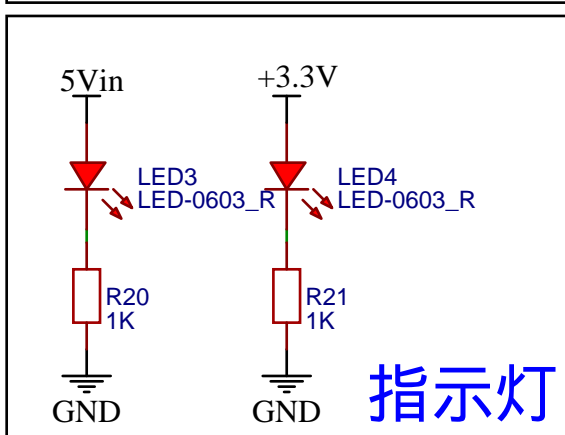 5Vin
+3.3V
LED3
LED-0603_R
LED4
LED-0603_R
R20
1K
R21
1K
GND
GND
指示灯